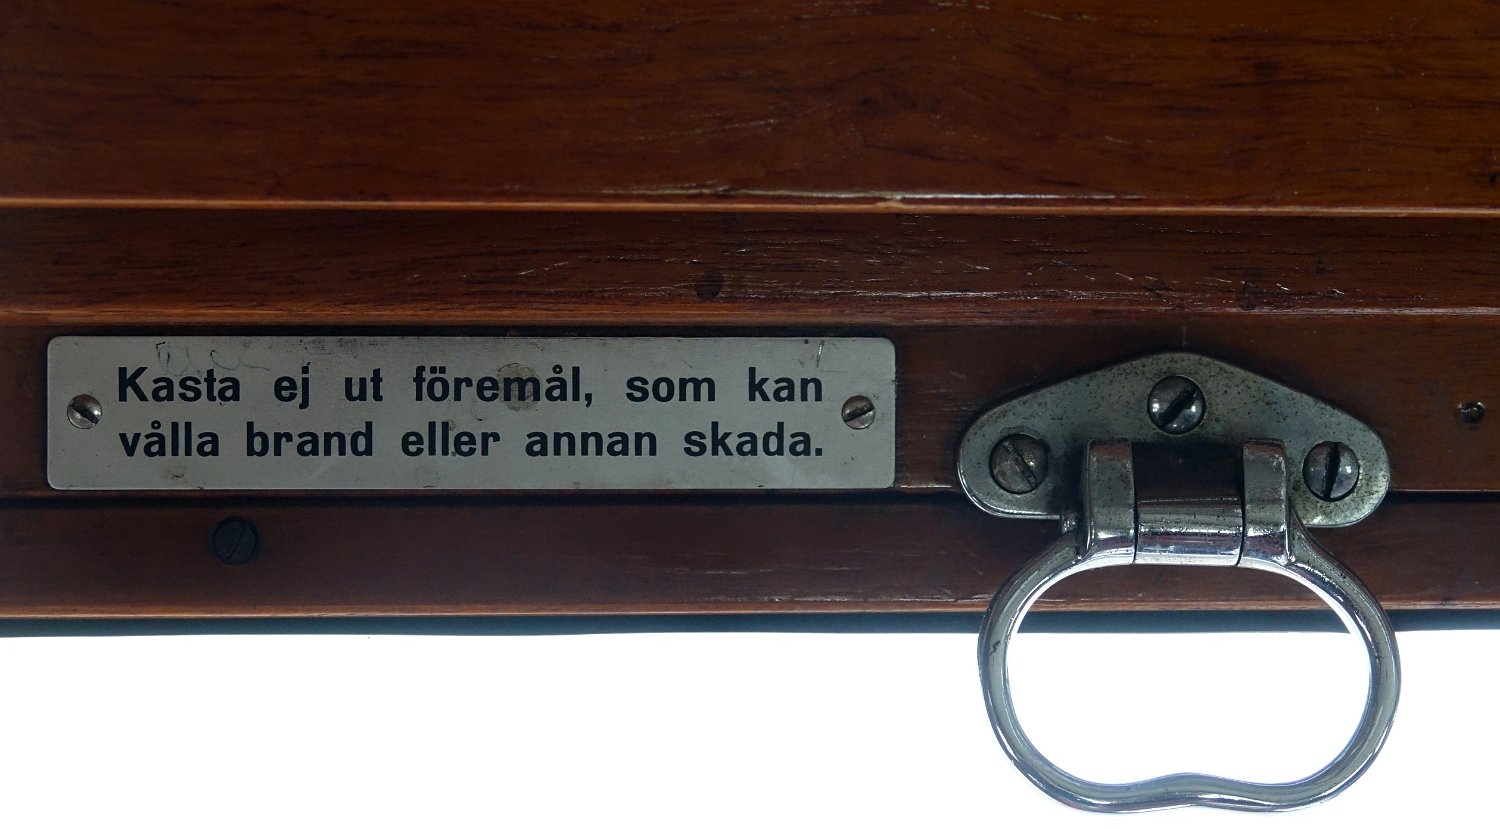 Kasta ej ut föremål, som kan
vålla brand eller annan skada.